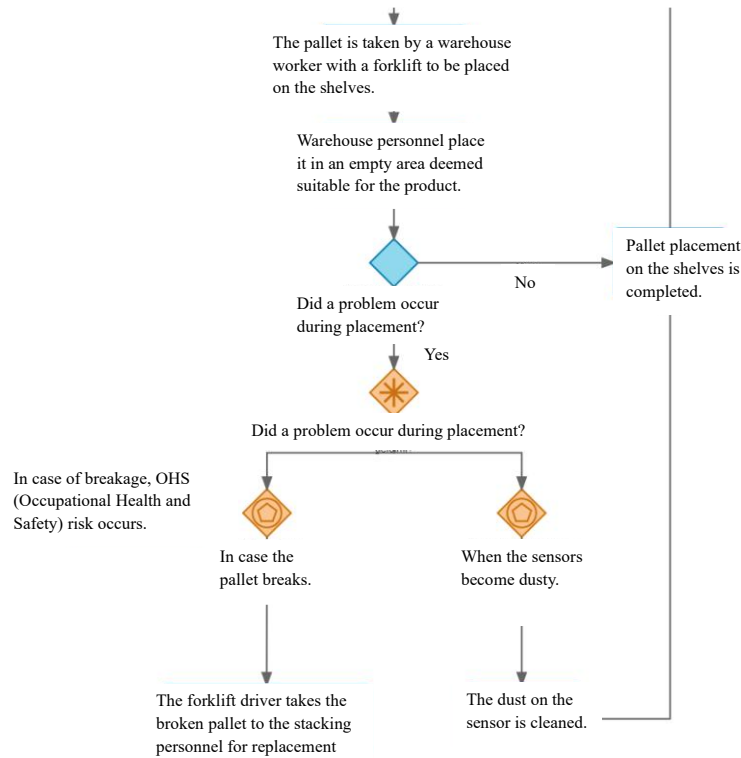 The pallet is taken by a warehouse
worker with a forklift to be placed
on the shelves.
Warehouse personnel place
it in an empty area deemed
suitable for the product.
Pallet placement
on the shelves is
completed.
No
Did a problem occur
during placement?
Yes
Did a problem occur during placement?
In case of breakage, OHS
(Occupational Health and
Safety) risk occurs.
In case the
pallet breaks.
When the sensors
become dusty.
The forklift driver takes the
broken pallet to the stacking
personnel for replacement
The dust on the
sensor is cleaned.